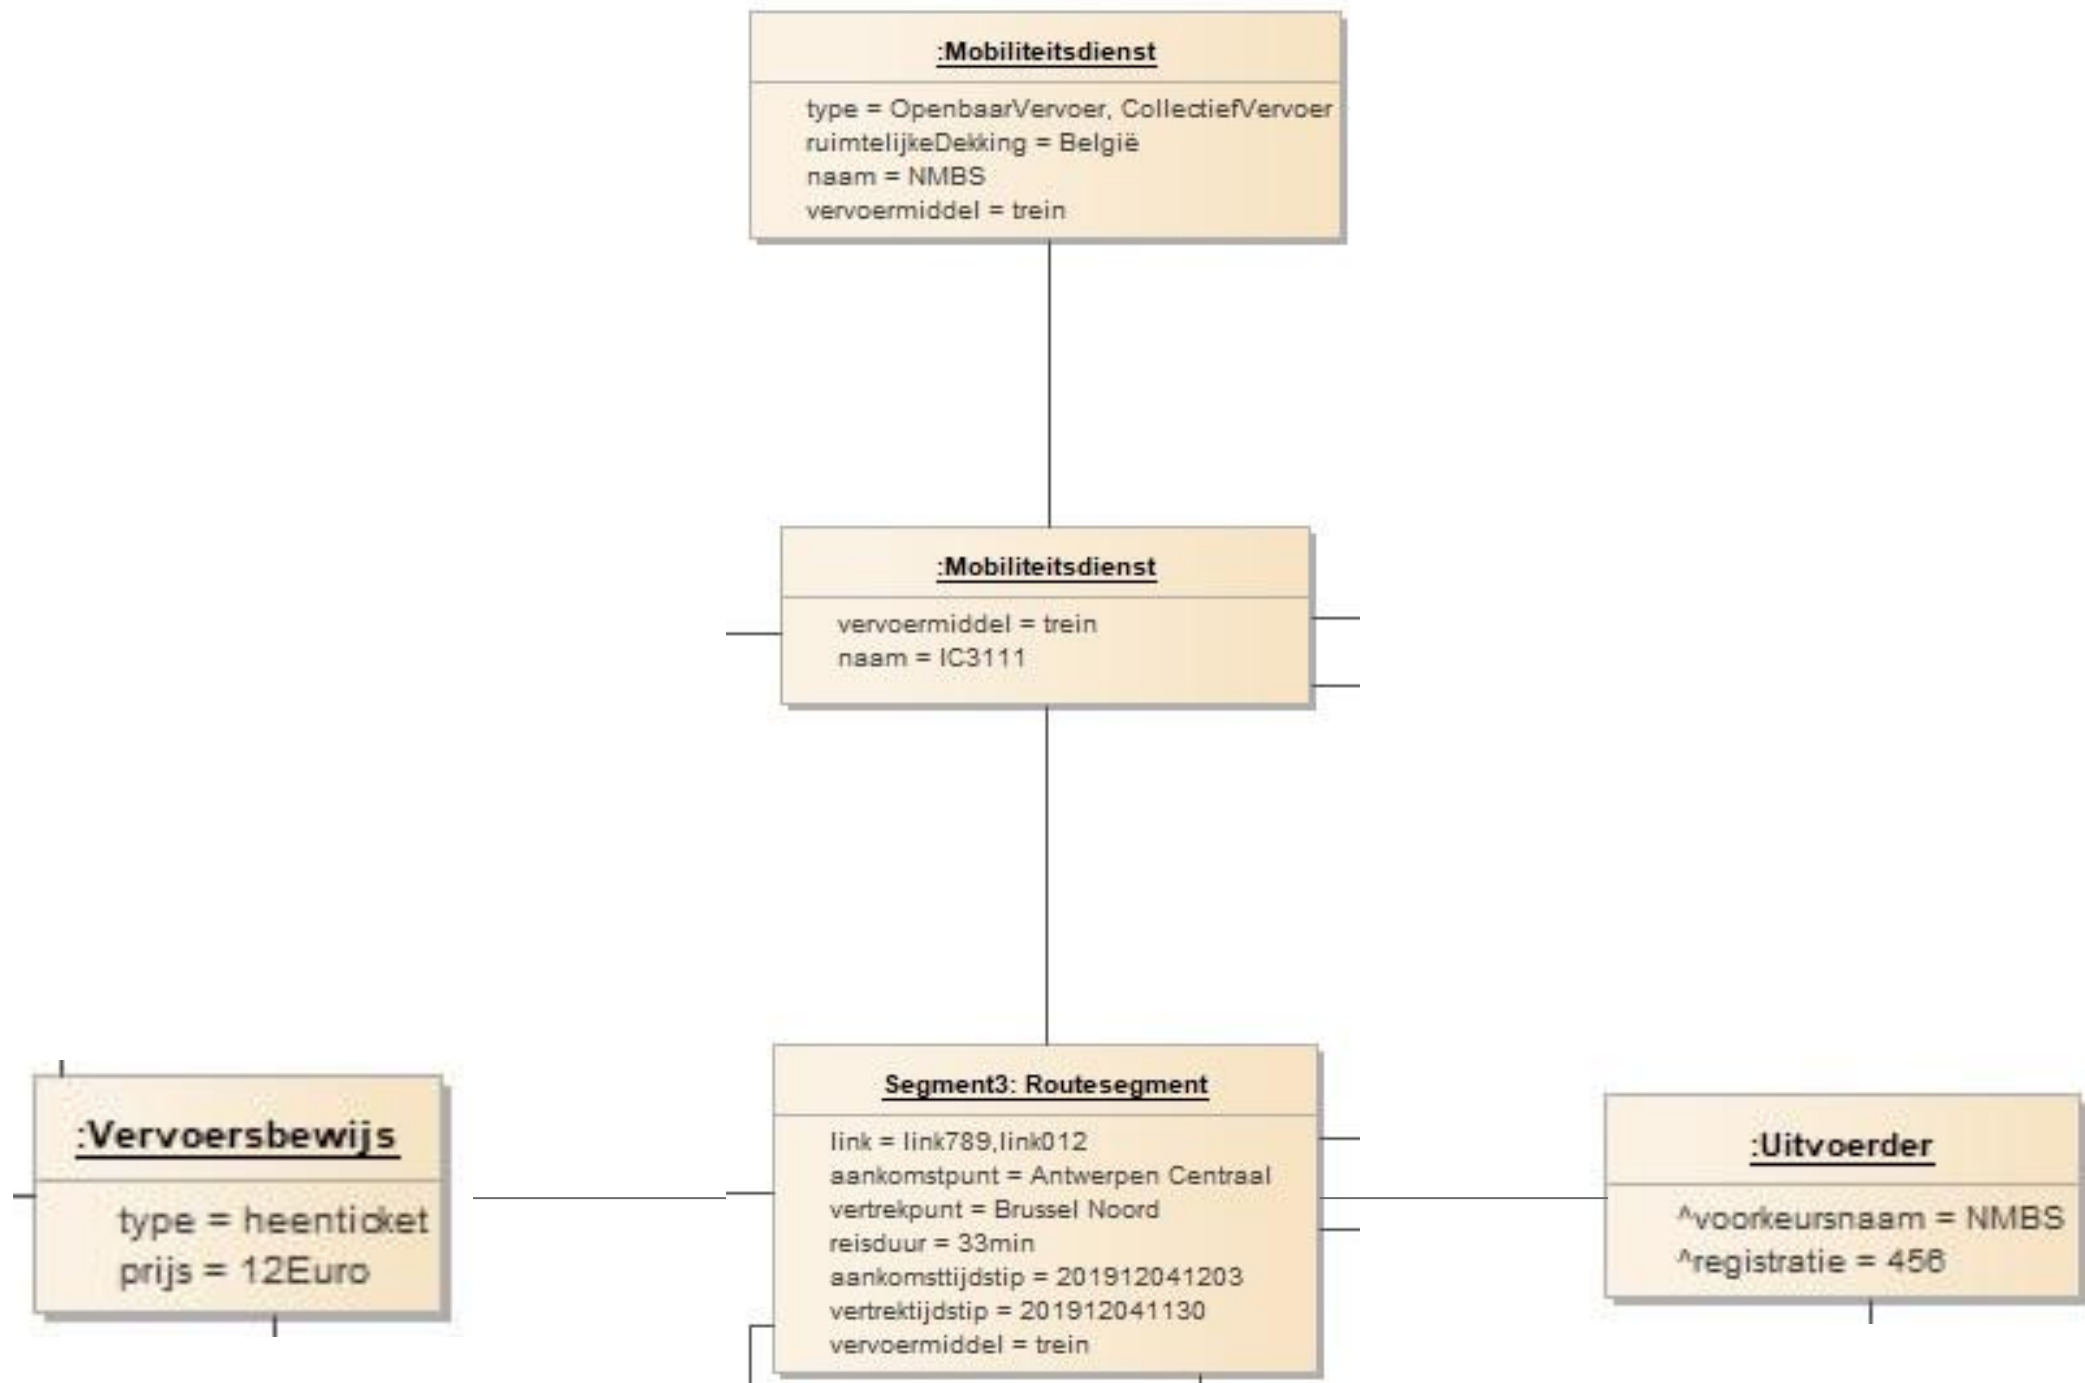 :Mobiliteitsdienst
type = OpenbaarVervoer, CollectiefVervoer
ruimtelijkeDekking = België
naam = NMBS
vervoermiddel = trein
:Mobiliteitsdienst
vervoermiddel = trein
naam = IC3111
:Vervoersbewijs
type = heenticket
prijs = 12Euro
Segment3: Routesegment
link = link789,link012
aankomstpunt = Antwerpen Centraal
vertrekpunt = Brussel Noord
reisduur = 33min
aankomsttijdstip = 201912041203
vertrektijdstip = 201912041130
vervoermiddel = trein
:Uitvoerder
^voorkeursnaam = NMBS
^registratie = 456